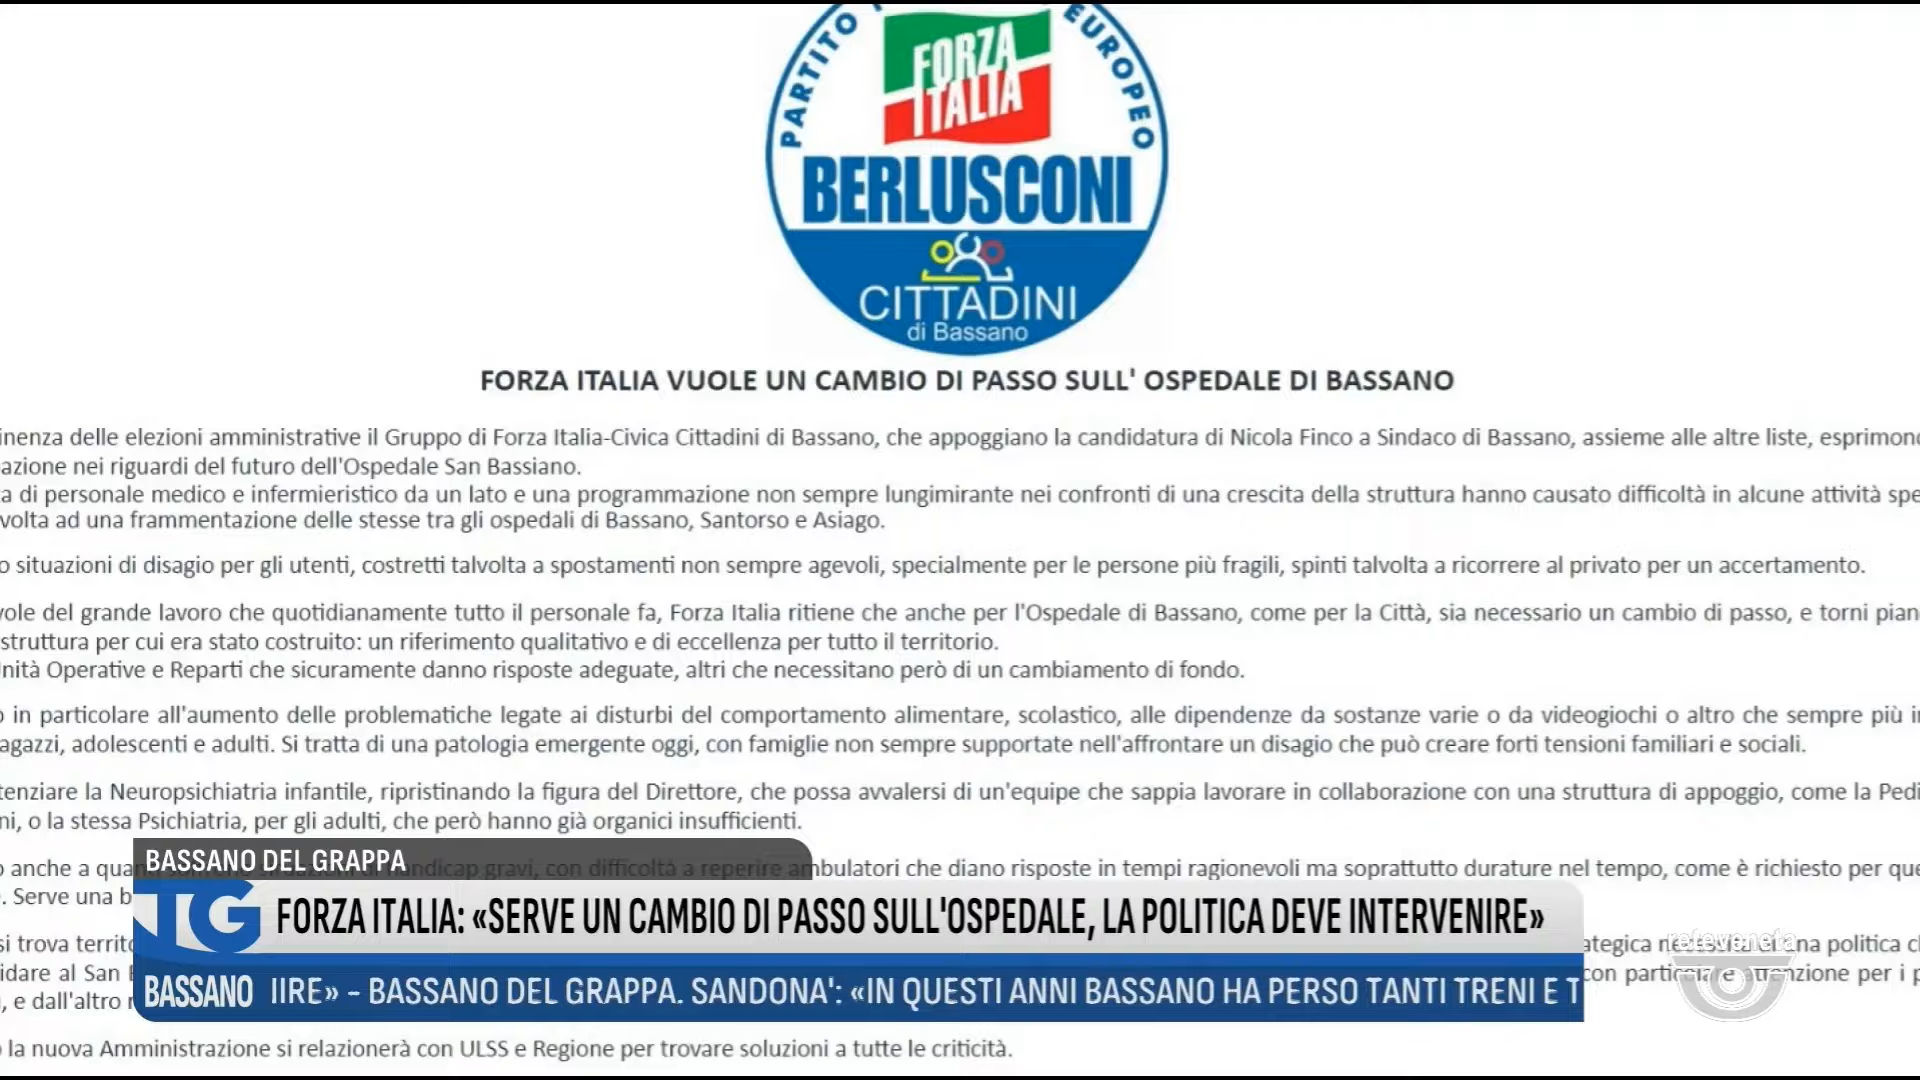 PARTITO
EUROPEO
FORZA
ITALIA
BERLUSCONI
CITTADINI
di Bassano
FORZA ITALIA VUOLE UN CAMBIO DI PASSO SULL' OSPEDALE DI BASSANO
inenza delle elezioni amministrative il Gruppo di Forza Italia-Civica Cittadini di Bassano, che appoggiano la candidatura di Nicola Finco a Sindaco di Bassano, assieme alle altre liste, esprimono
azione nei riguardi del futuro dell'Ospedale San Bassiano.
a di personale medico e infermieristico da un lato e una programmazione non sempre lungimirante nei confronti di una crescita della struttura hanno causato difficoltà in alcune attività spe
volta ad una frammentazione delle stesse tra gli ospedali di Bassano, Santorso e Asiago.
o situazioni di disagio per gli utenti, costretti talvolta a spostamenti non sempre agevoli, specialmente per le persone più fragili, spinti talvolta a ricorrere al privato per un accertamento.
vole del grande lavoro che quotidianamente tutto il personale fa, Forza Italia ritiene che anche per l'Ospedale di Bassano, come per la Città, sia necessario un cambio di passo, e torni pian
struttura per cui era stato costruito: un riferimento qualitativo e di eccellenza per tutto il territorio.
nità Operative e Reparti che sicuramente danno risposte adeguate, altri che necessitano però di un cambiamento di fondo.
o in particolare all'aumento delle problematiche legate ai disturbi del comportamento alimentare, scolastico, alle dipendenze da sostanze varie o da videogiochi o altro che sempre più in
agazzi, adolescenti e adulti. Si tratta di una patologia emergente oggi, con famiglie non sempre supportate nell'affrontare un disagio che può creare forti tensioni familiari e sociali.
tenziare la Neuropsichiatria infantile, ripristinando la figura del Direttore, che possa avvalersi di un'equipe che sappia lavorare in collaborazione con una struttura di appoggio, come la Pedi
ni, o la stessa Psichiatria, per gli adulti, che però hanno già organici insufficienti.
o anche a quan handicap gravi, con difficoltà a reperire ambulatori che diano risposte in tempi ragionevoli ma soprattutto durature nel tempo, come è richiesto per que
. Serve una b
si trova territo ategica na politica c
idare al San con particolare attenzione per i p
, e dall'altro
o la nuova Amministrazione si relazionerà con ULSS e Regione per trovare soluzioni a tutte le criticità.
BASSANO DEL GRAPPA
TG
FORZA ITALIA: «SERVE UN CAMBIO DI PASSO SULL'OSPEDALE, LA POLITICA DEVE INTERVENIRE»
BASSANO
IIRE» – BASSANO DEL GRAPPA. SANDONA': «IN QUESTI ANNI BASSANO HA PERSO TANTI TRENI E T
reteveneta